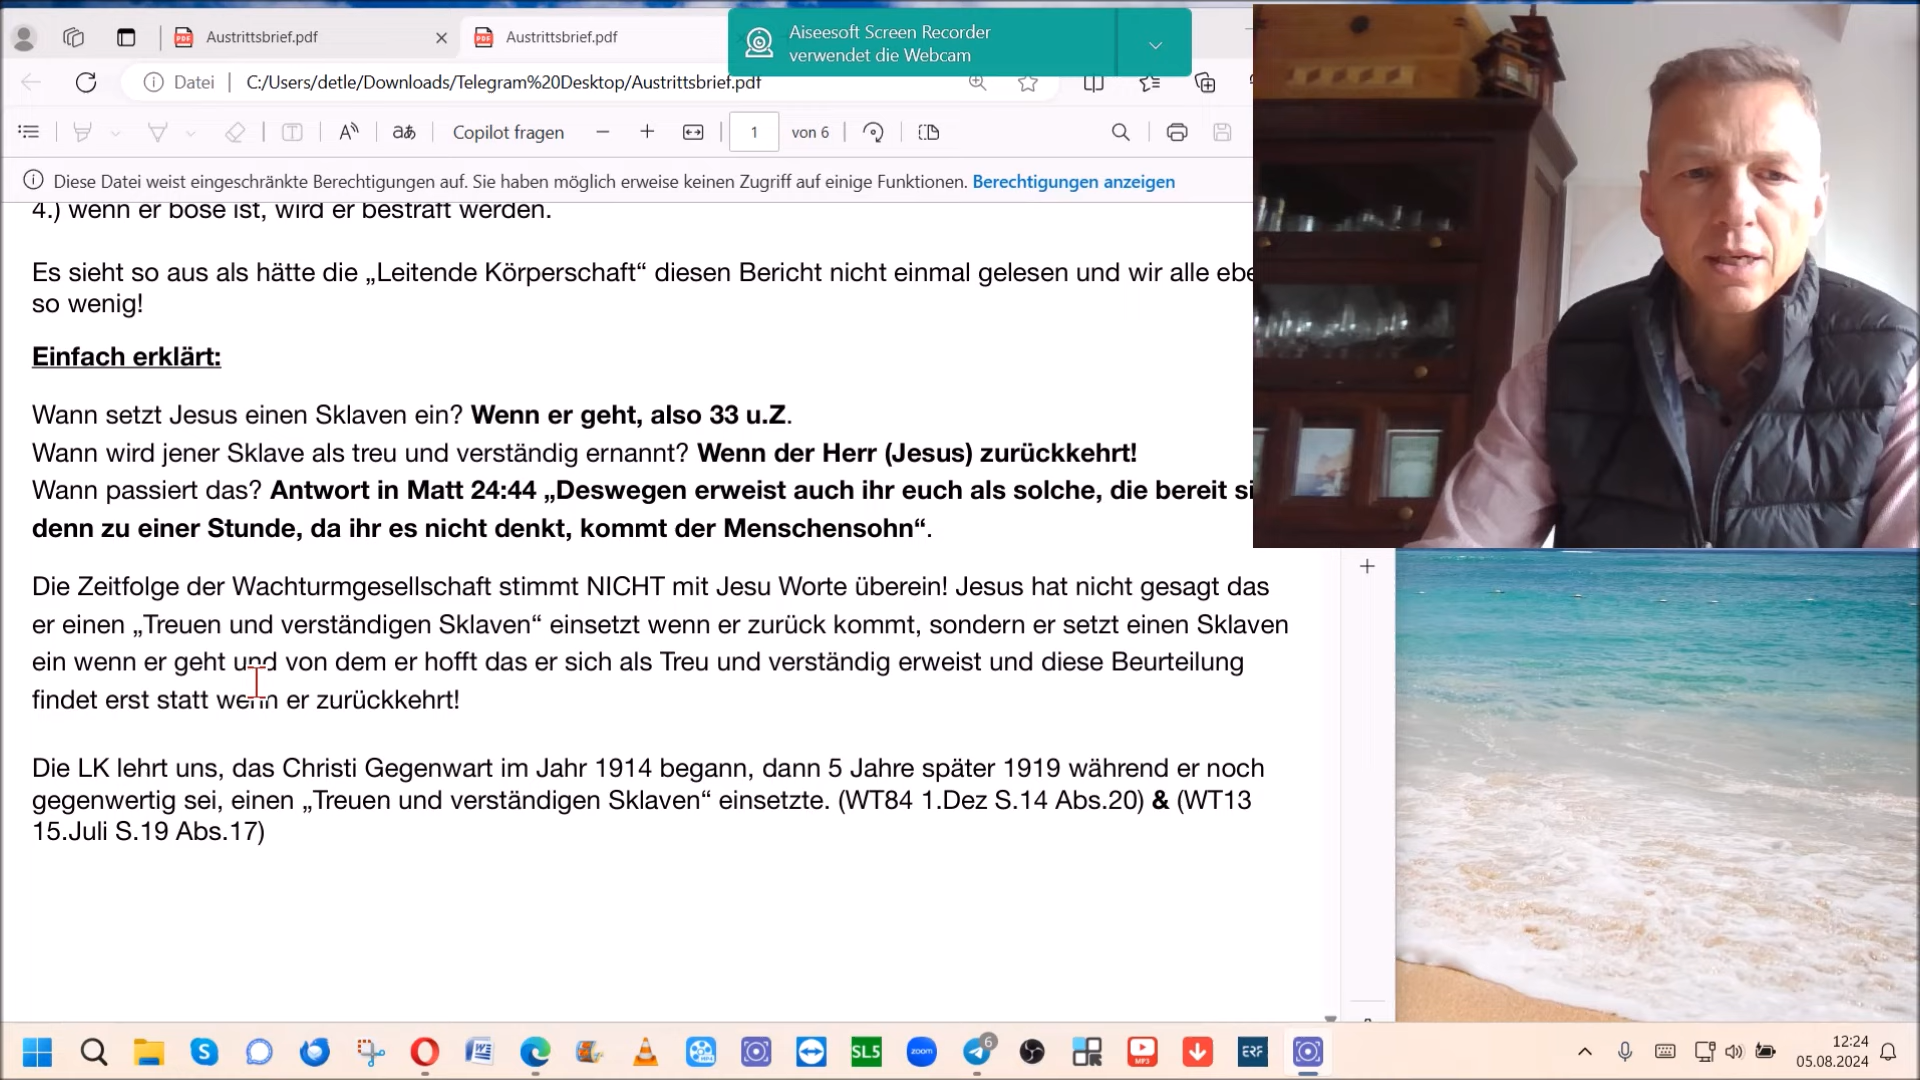 Austrittsbrief.pdf
Austrittsbrief.pdf
Aiseesoft Screen Recorder
verwendet die Webcam
Datei
C:/Users/detle/Downloads/Telegram%20Desktop/Austrittsbrief.pdf
Copilot fragen
1
von 6
Diese Datei weist eingeschränkte Berechtigungen auf. Sie haben möglich erweise keinen Zugriff auf einige Funktionen. Berechtigungen anzeigen
4.) wenn er böse ist, wird er bestraft werden.
Es sieht so aus als hätte die „Leitende Körperschaft“ diesen Bericht nicht einmal gelesen und wir alle ebe
so wenig!
Einfach erklärt:
Wann setzt Jesus einen Sklaven ein? Wenn er geht, also 33 u.Z.
Wann wird jener Sklave als treu und verständig ernannt? Wenn der Herr (Jesus) zurückkehrt!
Wann passiert das? Antwort in Matt 24:44 „Deswegen erweist auch ihr euch als solche, die bereit si
denn zu einer Stunde, da ihr es nicht denkt, kommt der Menschensohn“.
Die Zeitfolge der Wachturmgesellschaft stimmt NICHT mit Jesu Worte überein! Jesus hat nicht gesagt das
er einen „Treuen und verständigen Sklaven“ einsetzt wenn er zurück kommt, sondern er setzt einen Sklaven
ein wenn er geht und von dem er hofft das er sich als Treu und verständig erweist und diese Beurteilung
findet erst statt wenn er zurückkehrt!
Die LK lehrt uns, das Christi Gegenwart im Jahr 1914 begann, dann 5 Jahre später 1919 während er noch
gegenwertig sei, einen „Treuen und verständigen Sklaven“ einsetzte. (WT84 1.Dez S.14 Abs.20) & (WT13
15.Juli S.19 Abs.17)
SL5
zoom
6
MP3
ERF
12:24
05.08.2024